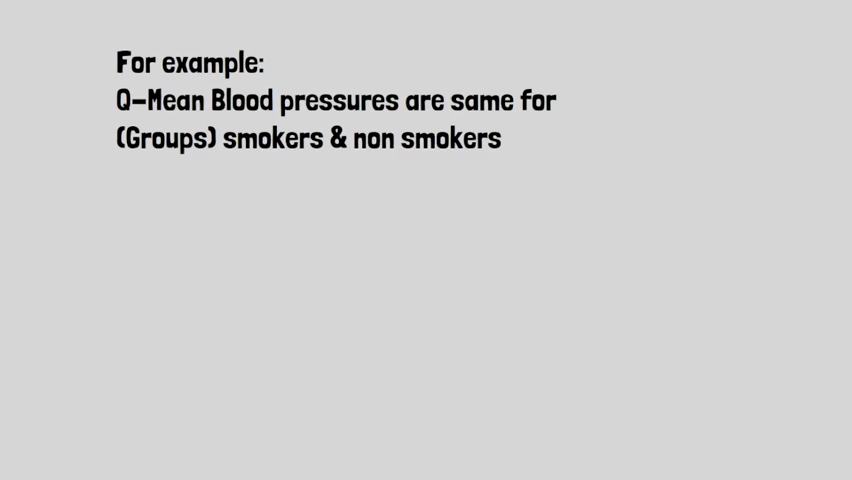 For example:
Q-Mean Blood pressures are same for
(Groups) smokers & non smokers